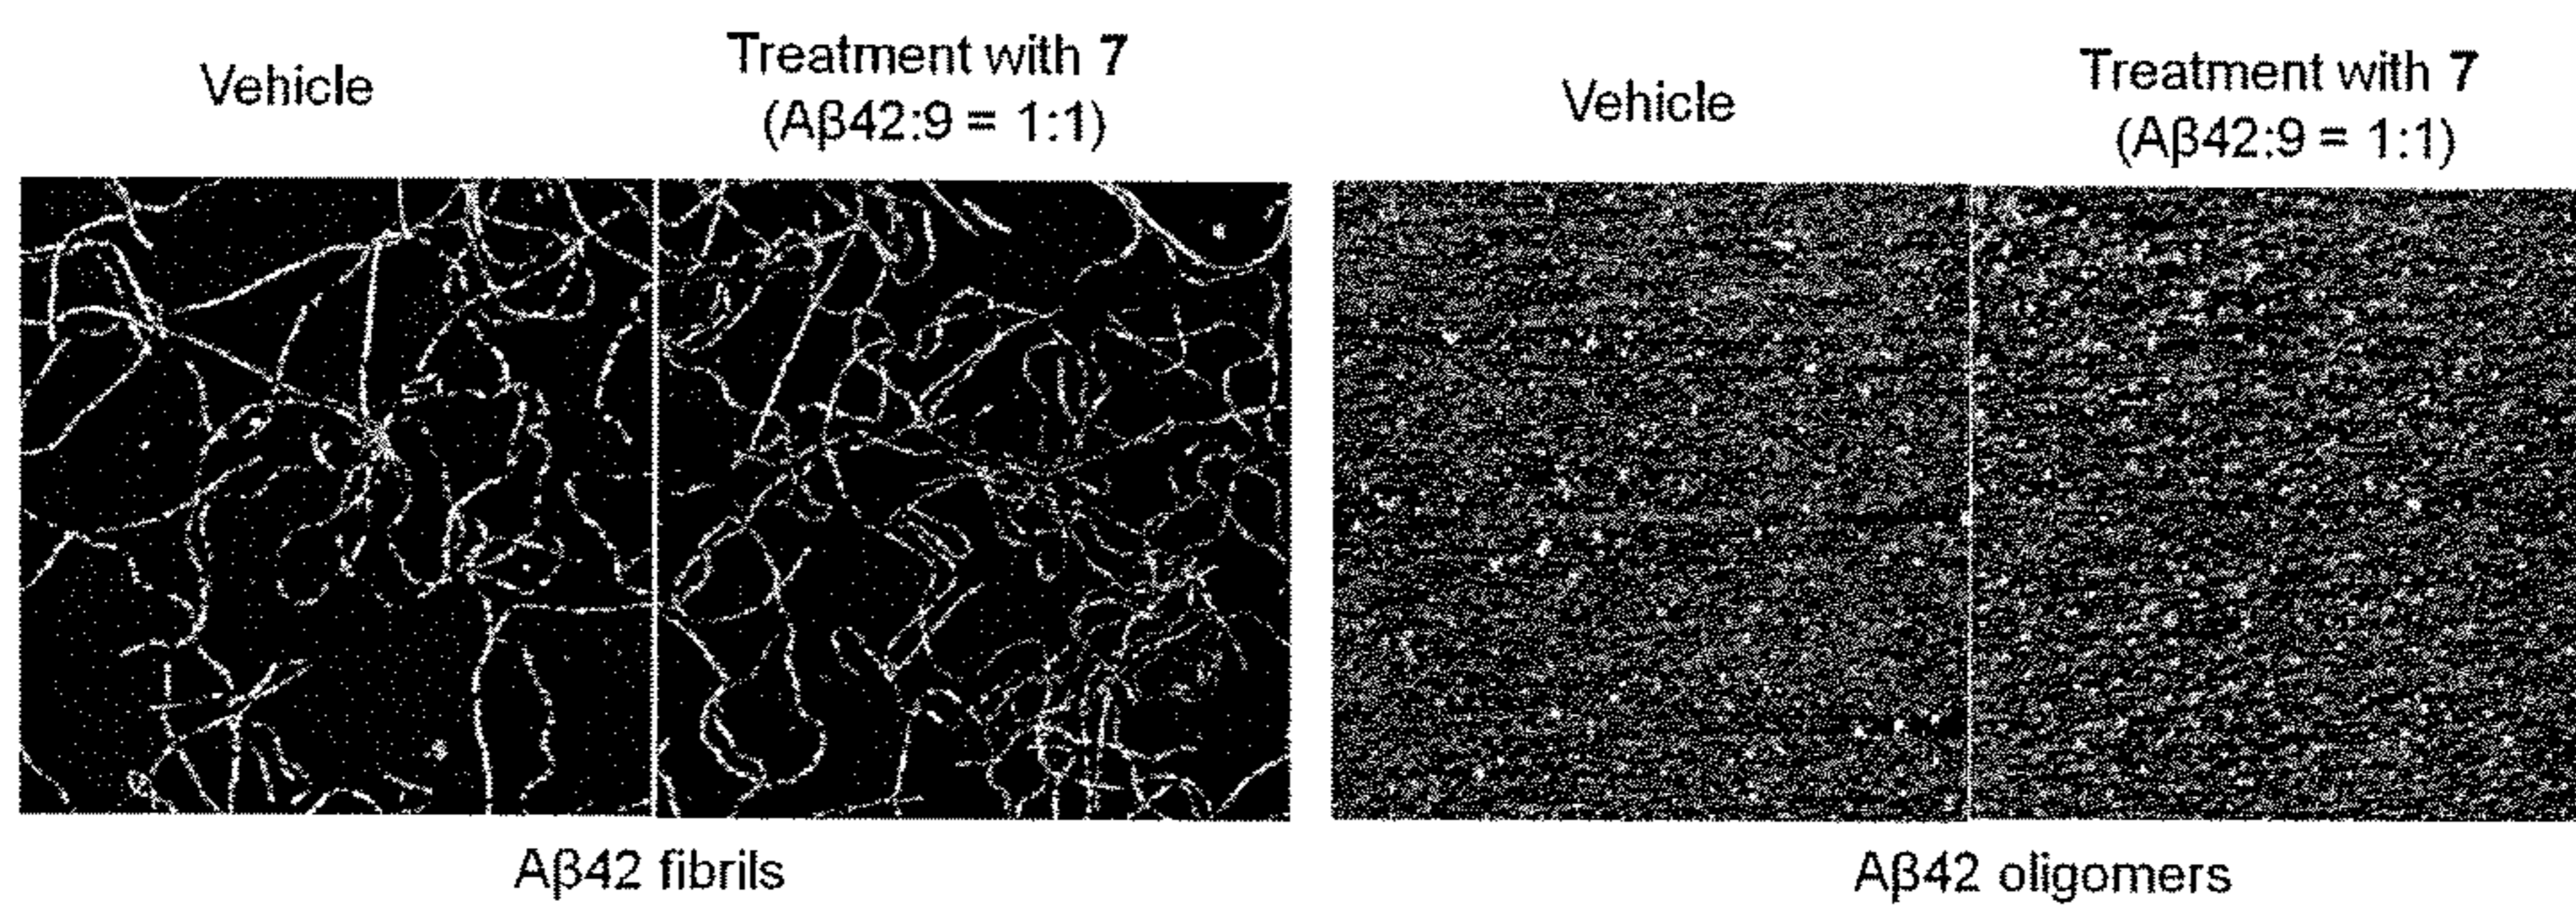 Vehicle
Treatment with 7
(Aβ42:9 = 1:1)
Vehicle
Treatment with 7
(Aβ42:9 = 1:1)
Aβ42 fibrils
Aβ42 oligomers